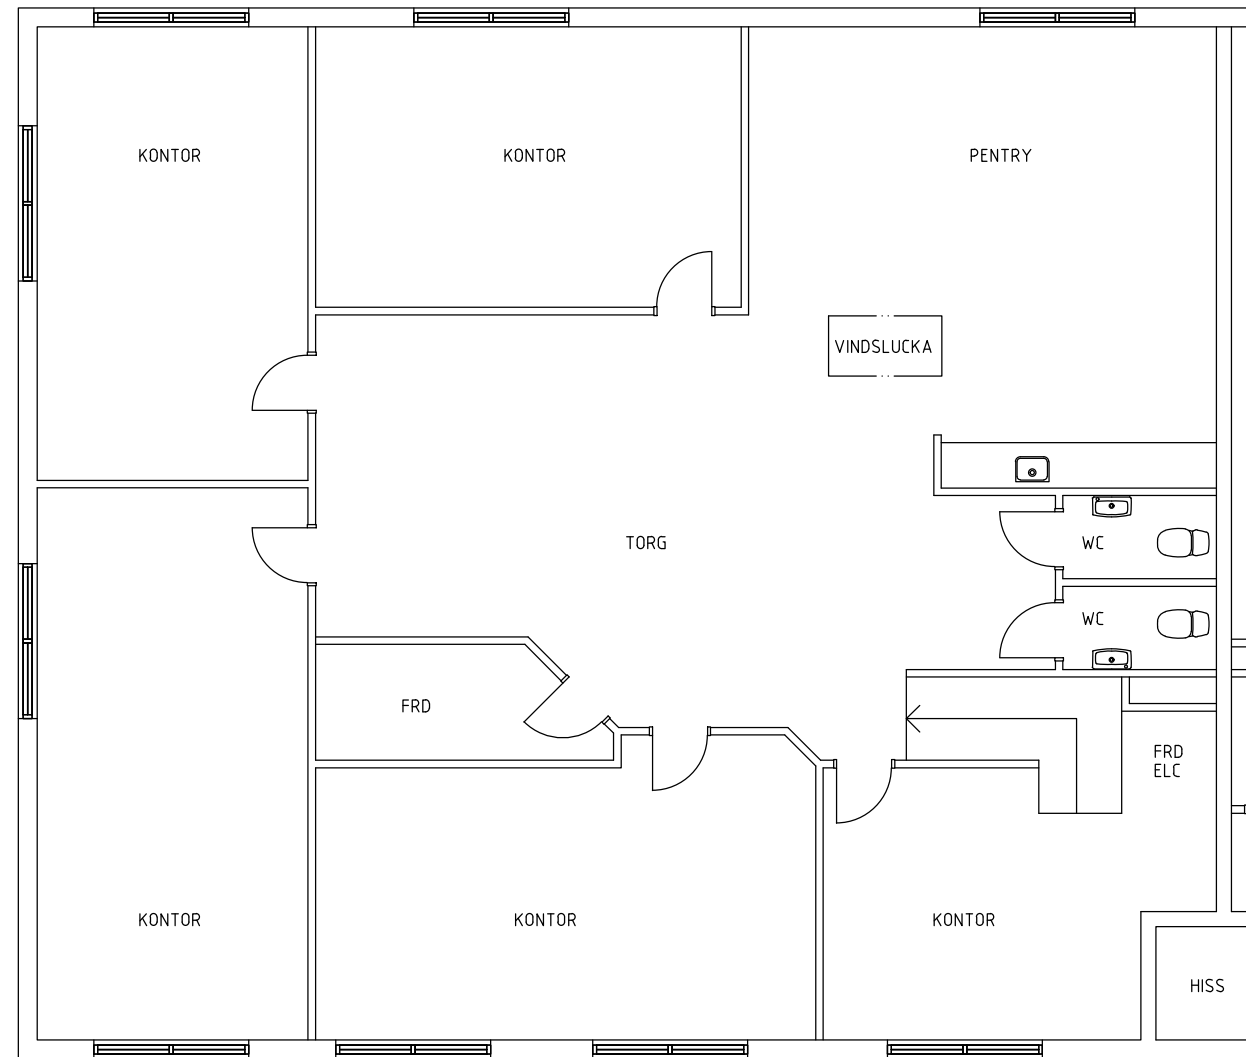 KONTOR
KONTOR
PENTRY
VINDSLUCKA
TORG
WC
WC
FRD
FRD
ELC
KONTOR
KONTOR
KONTOR
HISS